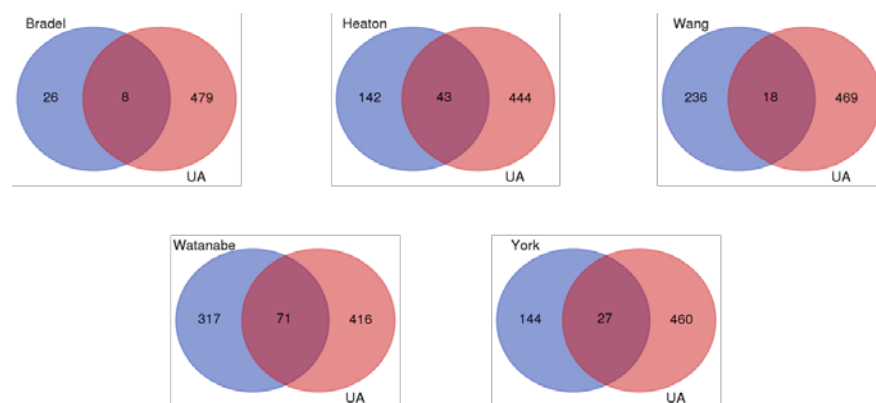 Bradel
26 8 479
UA
Heaton
142 43 444
UA
Wang
236 18 469
UA
Watanabe
317 71 416
UA
York
144 27 460
UA